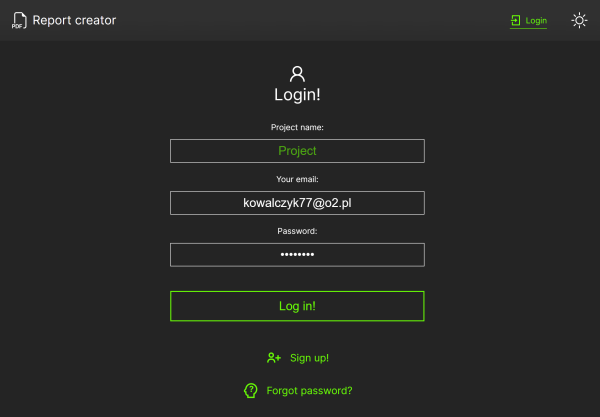 PDF Report creator Login
Login!
Project name:
Project
Your email:
kowalczyk77@o2.pl
Password:
••••••••
Log in!
Sign up!
Forgot password?